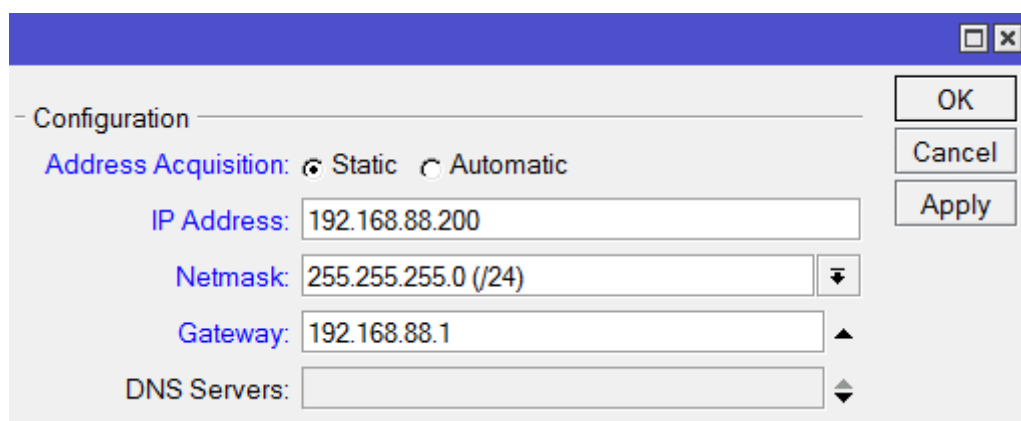 Configuration
OK
Address Acquisition: Static Automatic
Cancel
IP Address: 192.168.88.200
Apply
Netmask: 255.255.255.0 (/24)
Gateway: 192.168.88.1
DNS Servers: